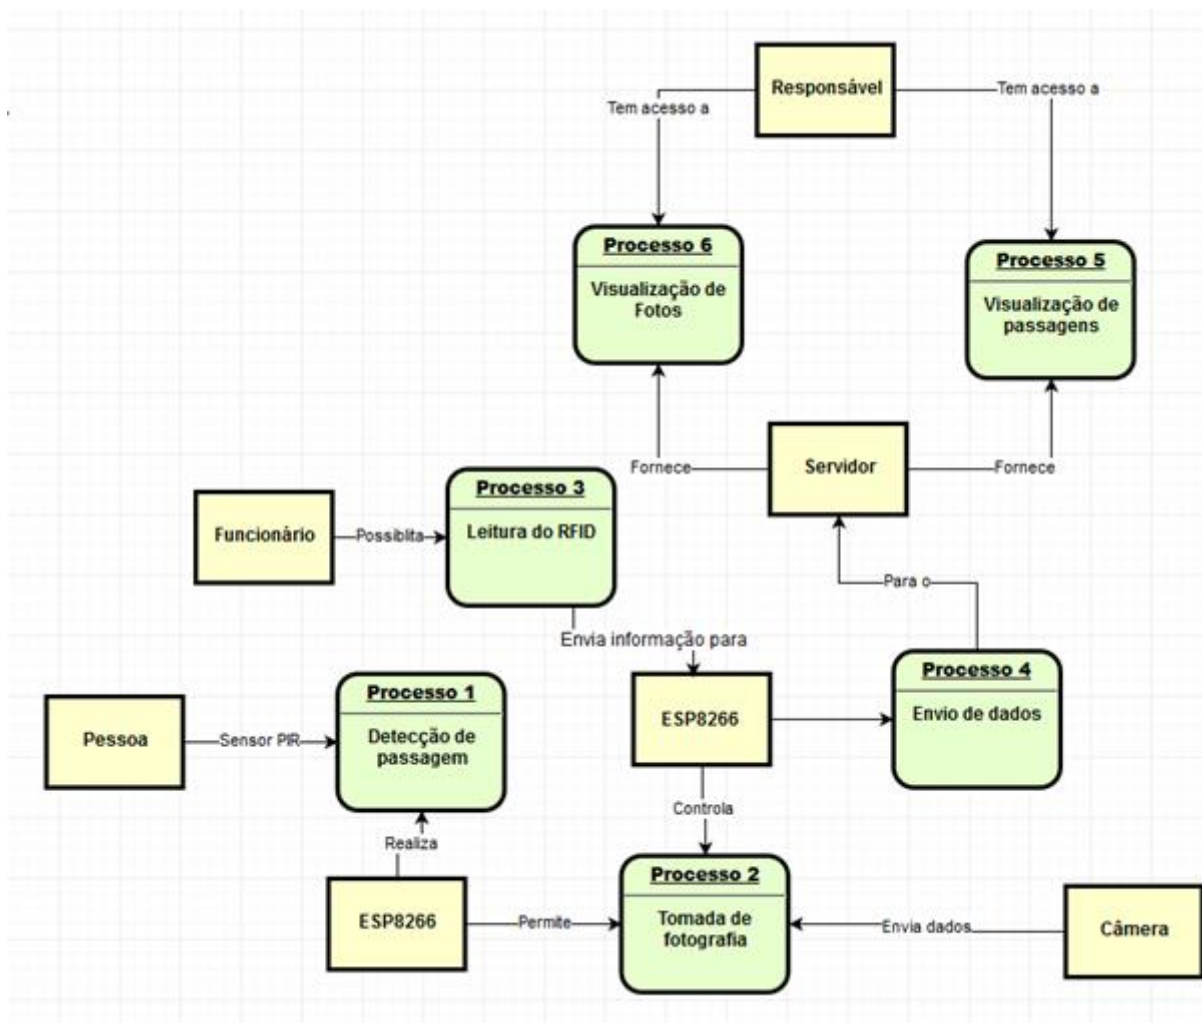 Responsável
Tem acesso a
Tem acesso a
Processo 6
Visualização de
Fotos
Processo 5
Visualização de
passagens
Servidor
Fornece
Fornece
Processo 3
Leitura do RFID
Funcionário
Possiblita
Para o
Envia informação para
Processo 4
Envio de dados
ESP8266
Processo 1
Detecção de
passagem
Pessoa
Sensor PIR
Controla
Realiza
Processo 2
Tomada de
fotografia
ESP8266
Permite
Envia dados
Câmera